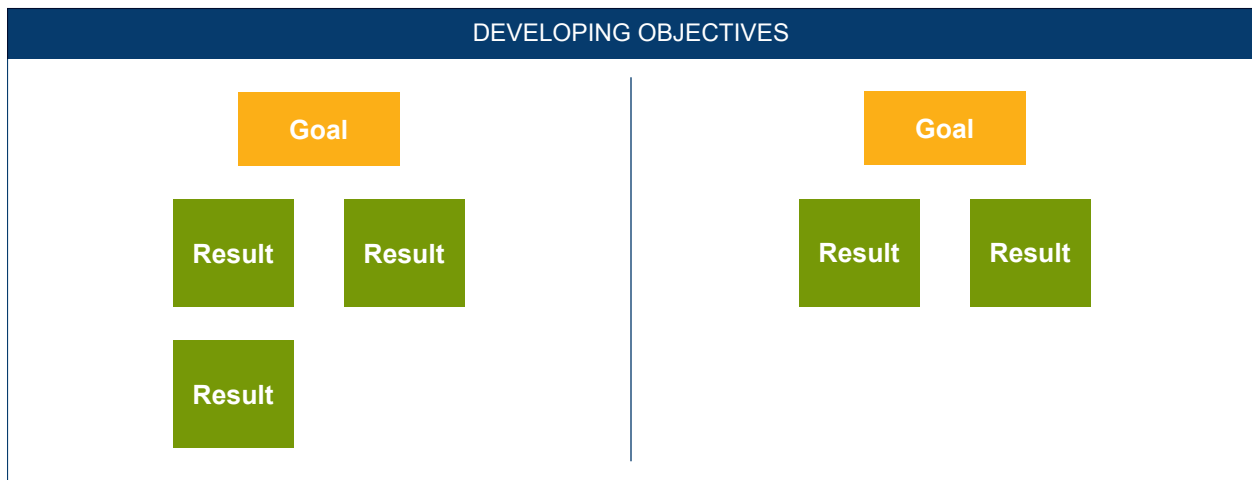 DEVELOPING OBJECTIVES
Goal
Result Result
Result
Goal
Result Result